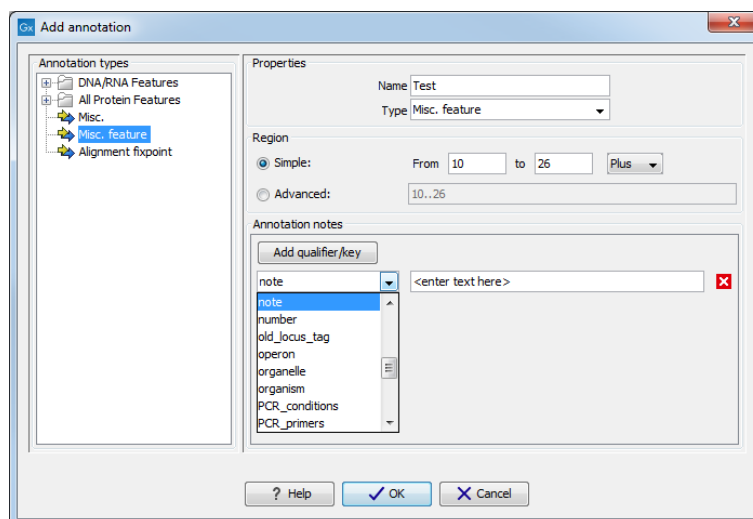 Gx Add annotation
X
Annotation types
DNA/RNA Features
All Protein Features
Misc.
Misc. feature
Alignment fixpoint
Properties
Name Test
Type Misc. feature
Region
Simple: From 10 to 26 Plus
Advanced: 10..26
Annotation notes
Add qualifier/key
note <enter text here>
note
number
old_locus_tag
operon
organelle
organism
PCR_conditions
PCR_primers
? Help OK Cancel